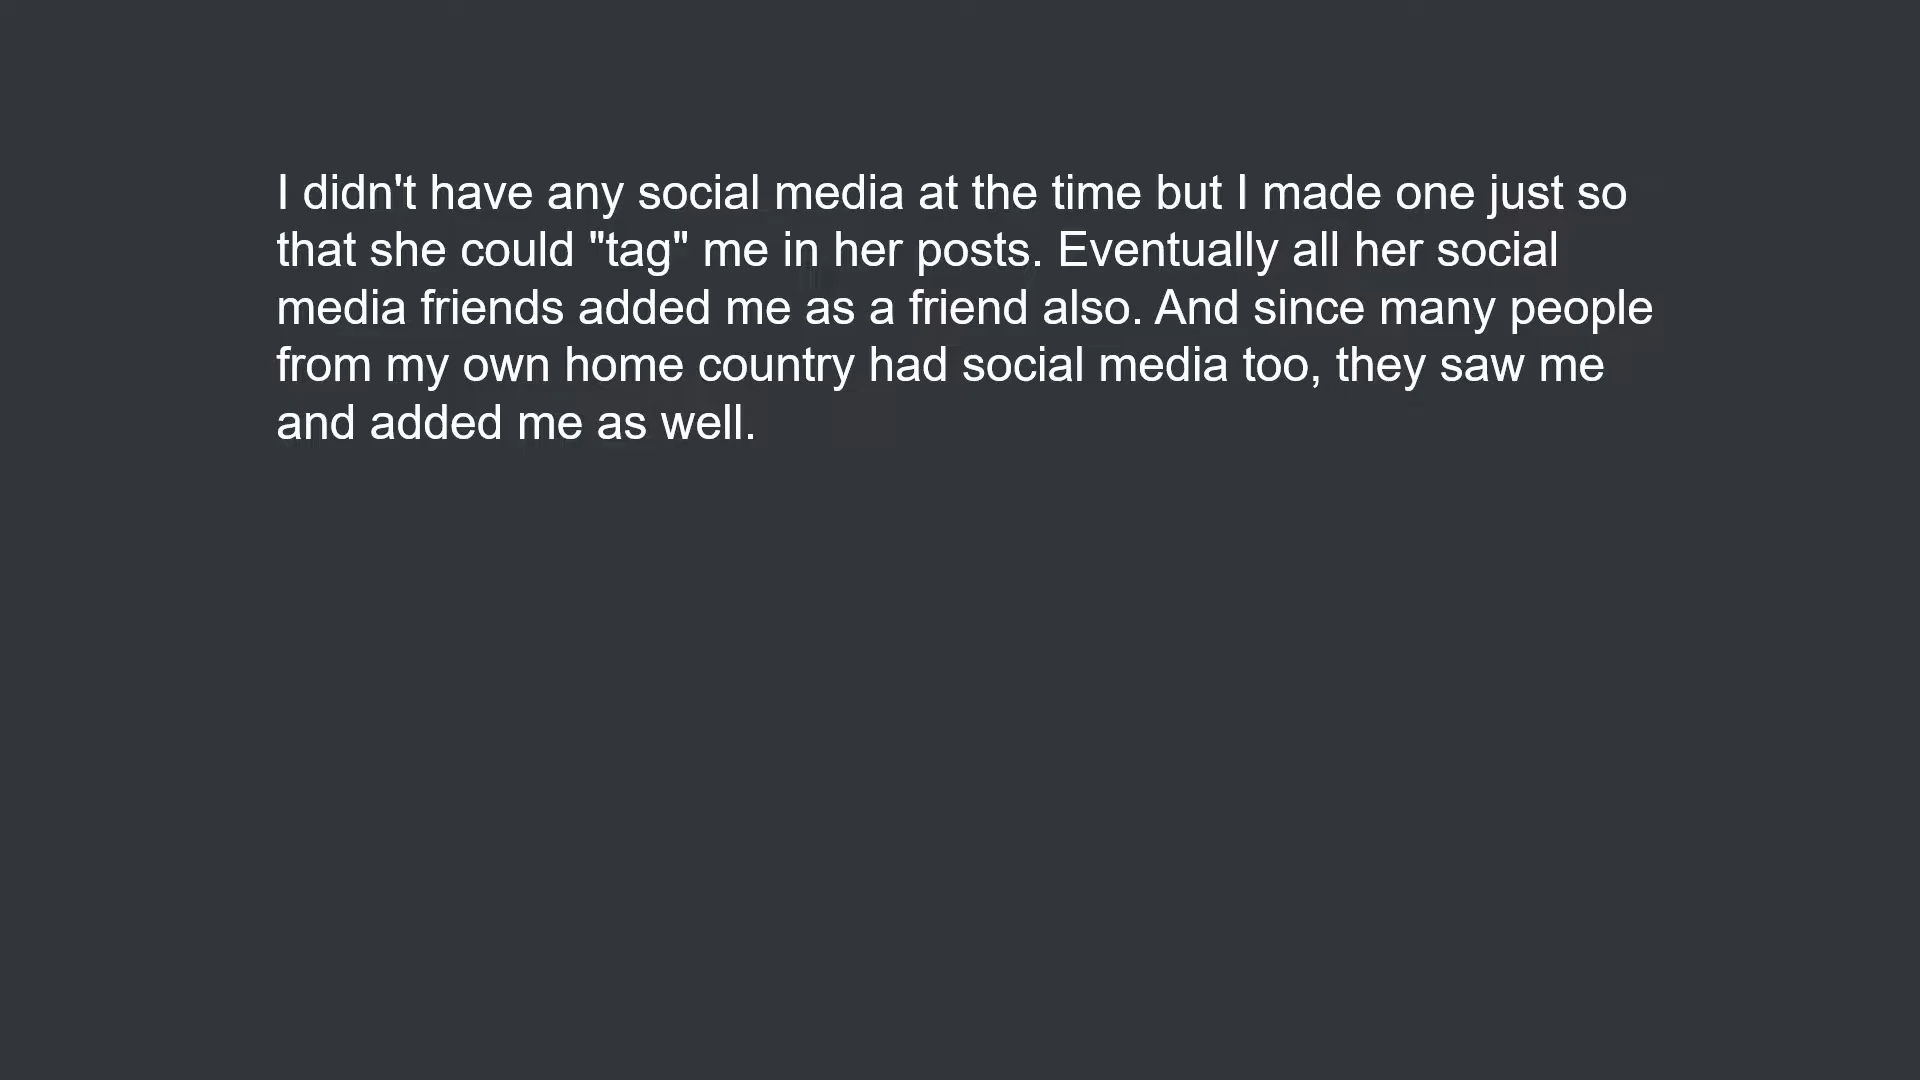 I didn't have any social media at the time but I made one just so
that she could "tag" me in her posts. Eventually all her social
media friends added me as a friend also. And since many people
from my own home country had social media too, they saw me
and added me as well.